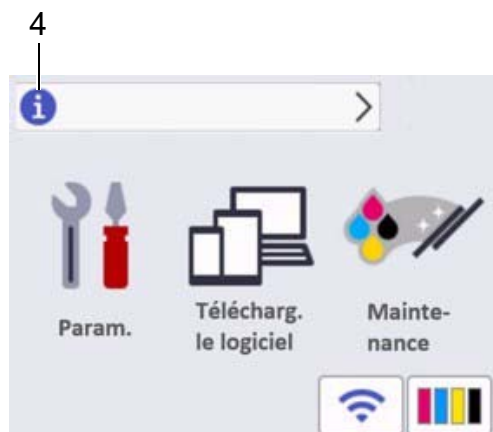 4
i
Param.
Télécharg.
le logiciel
Mainte-
nance